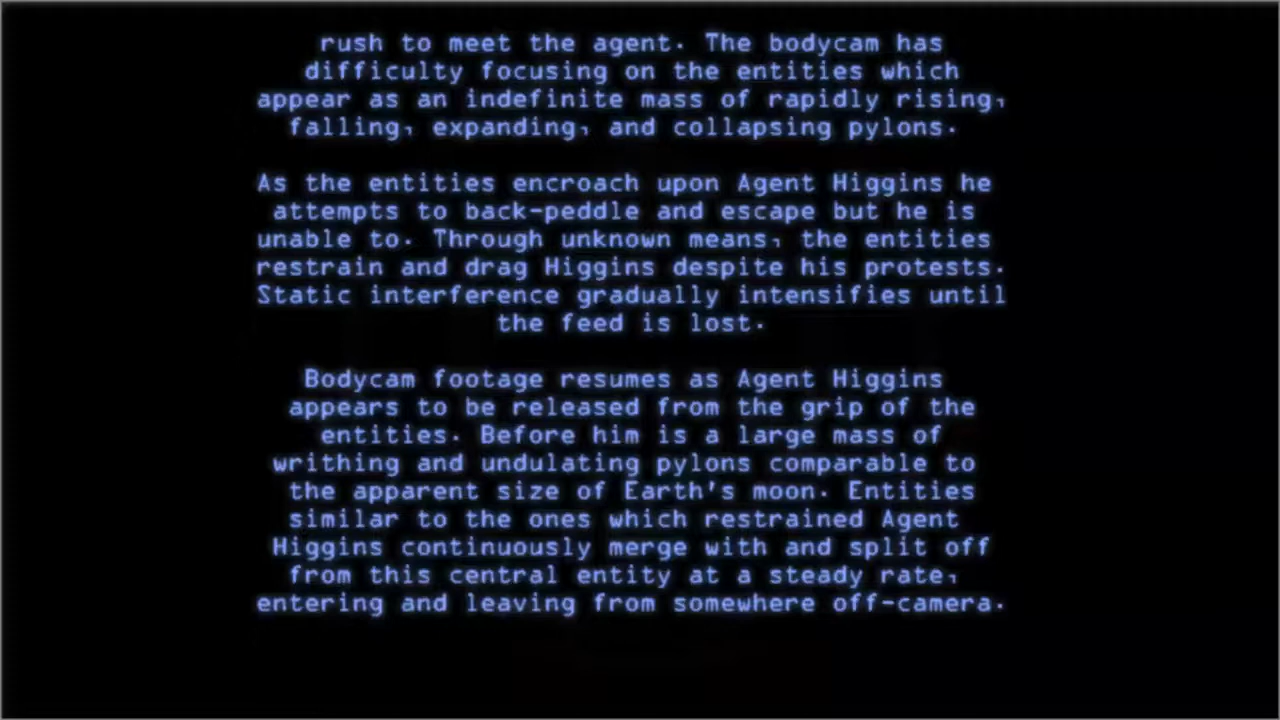 rush to meet the agent. The bodycam has
difficulty focusing on the entities which
appear as an indefinite mass of rapidly rising,
falling, expanding, and collapsing pylons.
As the entities encroach upon Agent Higgins he
attempts to back-peddle and escape but he is
unable to. Through unknown means, the entities
restrain and drag Higgins despite his protests.
Static interference gradually intensifies until
the feed is lost.
Bodycam footage resumes as Agent Higgins
appears to be released from the grip of the
entities. Before him is a large mass of
writhing and undulating pylons comparable to
the apparent size of Earth's moon. Entities
similar to the ones which restrained Agent
Higgins continuously merge with and split off
from this central entity at a steady rate,
entering and leaving from somewhere off-camera.